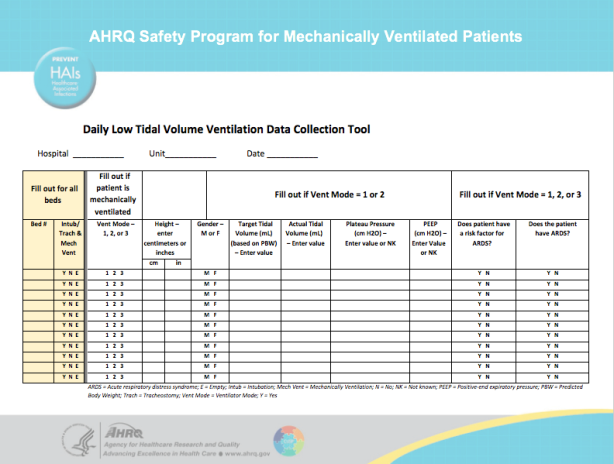 AHRQ Safety Program for Mechanically Ventilated Patients
PREVENT
HAIs
Healthcare
Associated
Infections
Daily Low Tidal Volume Ventilation Data Collection Tool
Hospital ___________ Unit___________ Date ___________
Fill out for all
beds
Fill out if
patient is
mechanically
ventilated
Fill out if Vent Mode = 1 or 2
Fill out if Vent Mode = 1, 2, or 3
Bed #
Intub/
Trach &
Mech
Vent
Vent Mode –
1, 2, or 3
Height –
enter
centimeters or
inches
cm in
Gender –
M or F
Target Tidal
Volume (mL)
(based on PBW)
– Enter value
Actual Tidal
Volume (mL)
– Enter value
Plateau Pressure
(cm H2O) –
Enter value or NK
PEEP
(cm H2O) –
Enter Value
or NK
Does patient have
a risk factor for
ARDS?
Does the patient
have ARDS?
Y N E 1 2 3 M F Y N Y N
Y N E 1 2 3 M F Y N Y N
Y N E 1 2 3 M F Y N Y N
Y N E 1 2 3 M F Y N Y N
Y N E 1 2 3 M F Y N Y N
Y N E 1 2 3 M F Y N Y N
Y N E 1 2 3 M F Y N Y N
Y N E 1 2 3 M F Y N Y N
Y N E 1 2 3 M F Y N Y N
Y N E 1 2 3 M F Y N Y N
Y N E 1 2 3 M F Y N Y N
ARDS = Acute respiratory distress syndrome; E = Empty; Intub = Intubation; Mech Vent = Mechanically Ventilation; N = No; NK = Not known; PEEP = Positive-end expiratory pressure; PBW = Predicted
Body Weight; Trach = Tracheostomy; Vent Mode = Ventilator Mode; Y = Yes
AHRQ
Agency for Healthcare Research and Quality
Advancing Excellence in Health Care ● www.ahrq.gov